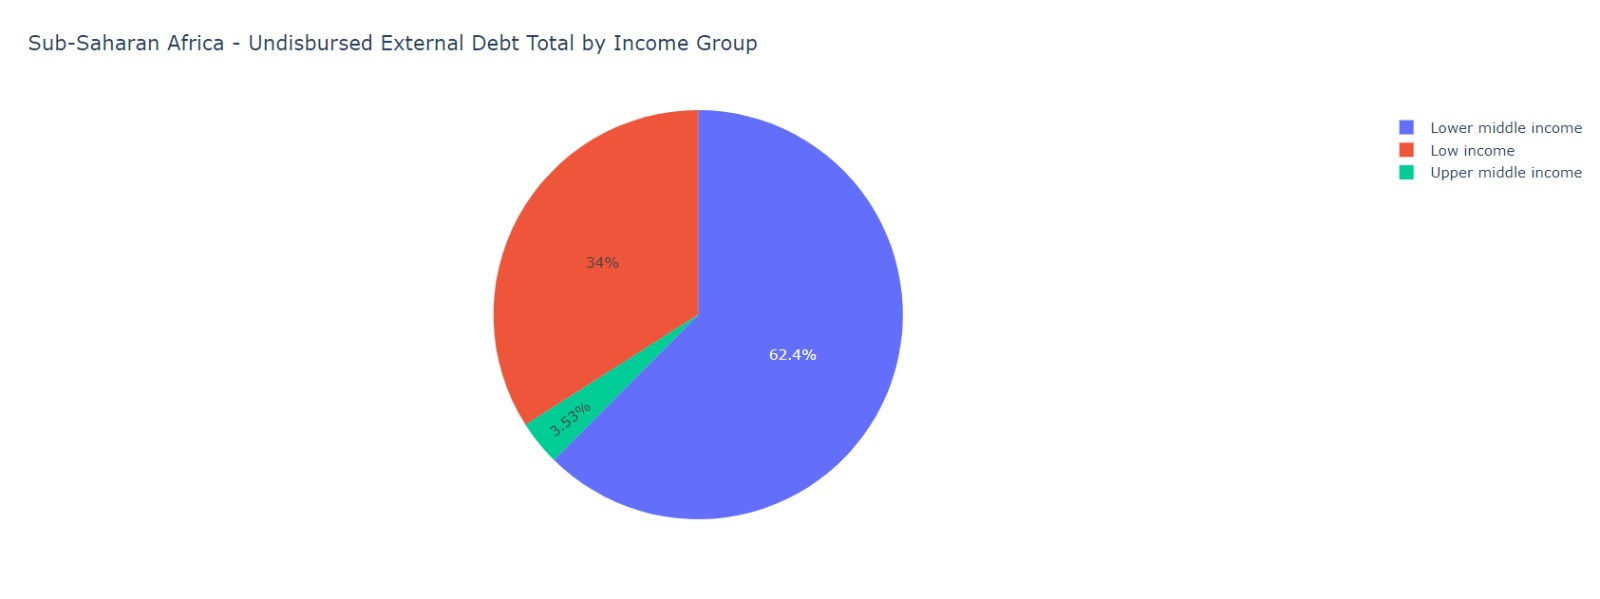 Sub-Saharan Africa - Undisbursed External Debt Total by Income Group
Lower middle income
Low income
Upper middle income
34%
62.4%
3.53%